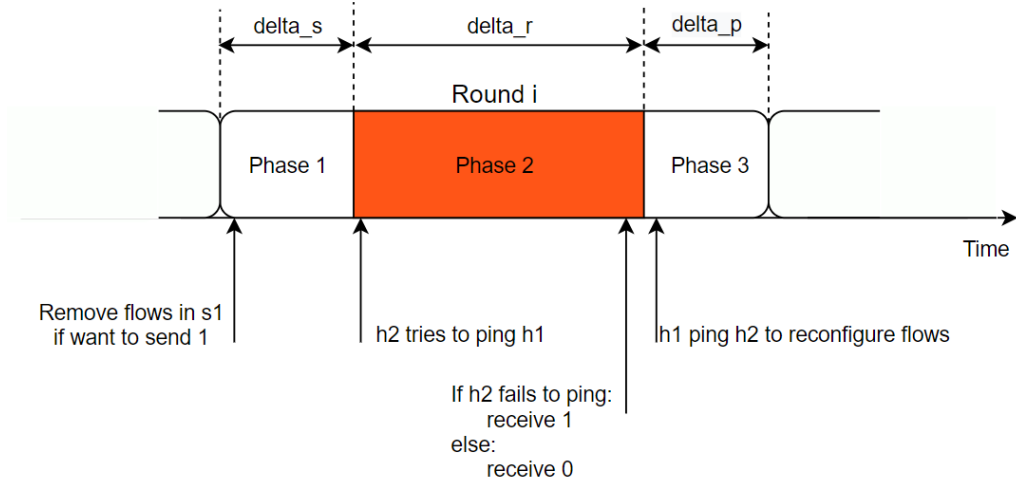 delta_s
delta_r
delta_p
Round i
Phase 1
Phase 2
Phase 3
Time
Remove flows in s1
if want to send 1
h2 tries to ping h1
h1 ping h2 to reconfigure flows
If h2 fails to ping:
receive 1
else:
receive 0